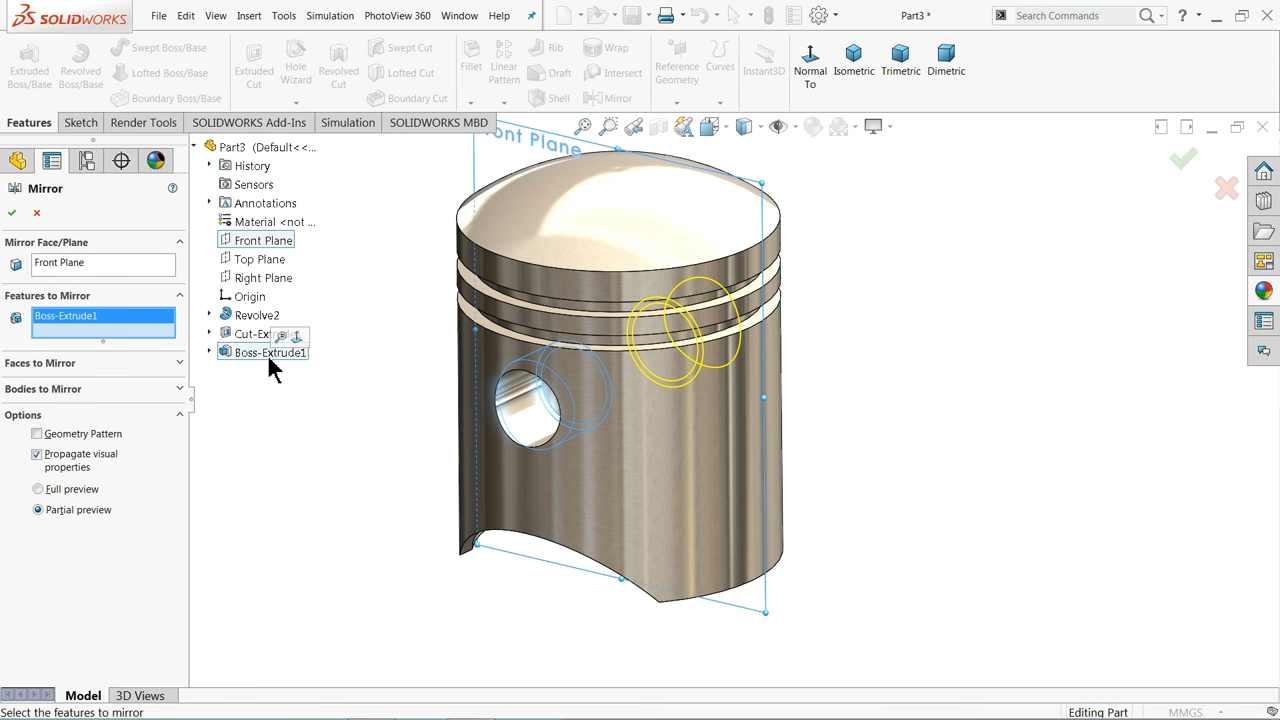 SOLIDWORKS
File Edit View Insert Tools Simulation PhotoView 360 Window Help
Part3 *
Search Commands
?
Extruded Boss/Base
Revolved Boss/Base
Swept Boss/Base
Lofted Boss/Base
Boundary Boss/Base
Extruded Cut
Hole Wizard
Revolved Cut
Swept Cut
Lofted Cut
Boundary Cut
Fillet
Linear Pattern
Rib
Draft
Shell
Wrap
Intersect
Mirror
Reference Geometry
Curves
Instant3D
Normal To
Isometric
Trimetric
Dimetric
Features Sketch Render Tools SOLIDWORKS Add-Ins Simulation SOLIDWORKS MBD
Mirror
Mirror Face/Plane
Front Plane
Features to Mirror
Boss-Extrude1
Faces to Mirror
Bodies to Mirror
Options
Geometry Pattern
Propagate visual
properties
Full preview
Partial preview
Part3 (Default<<...
History
Sensors
Annotations
Material <not ...
Front Plane
Top Plane
Right Plane
Origin
Revolve2
Boss-Extrude1
ont Plane
Model 3D Views
Select the features to mirror
Editing Part
MMGS